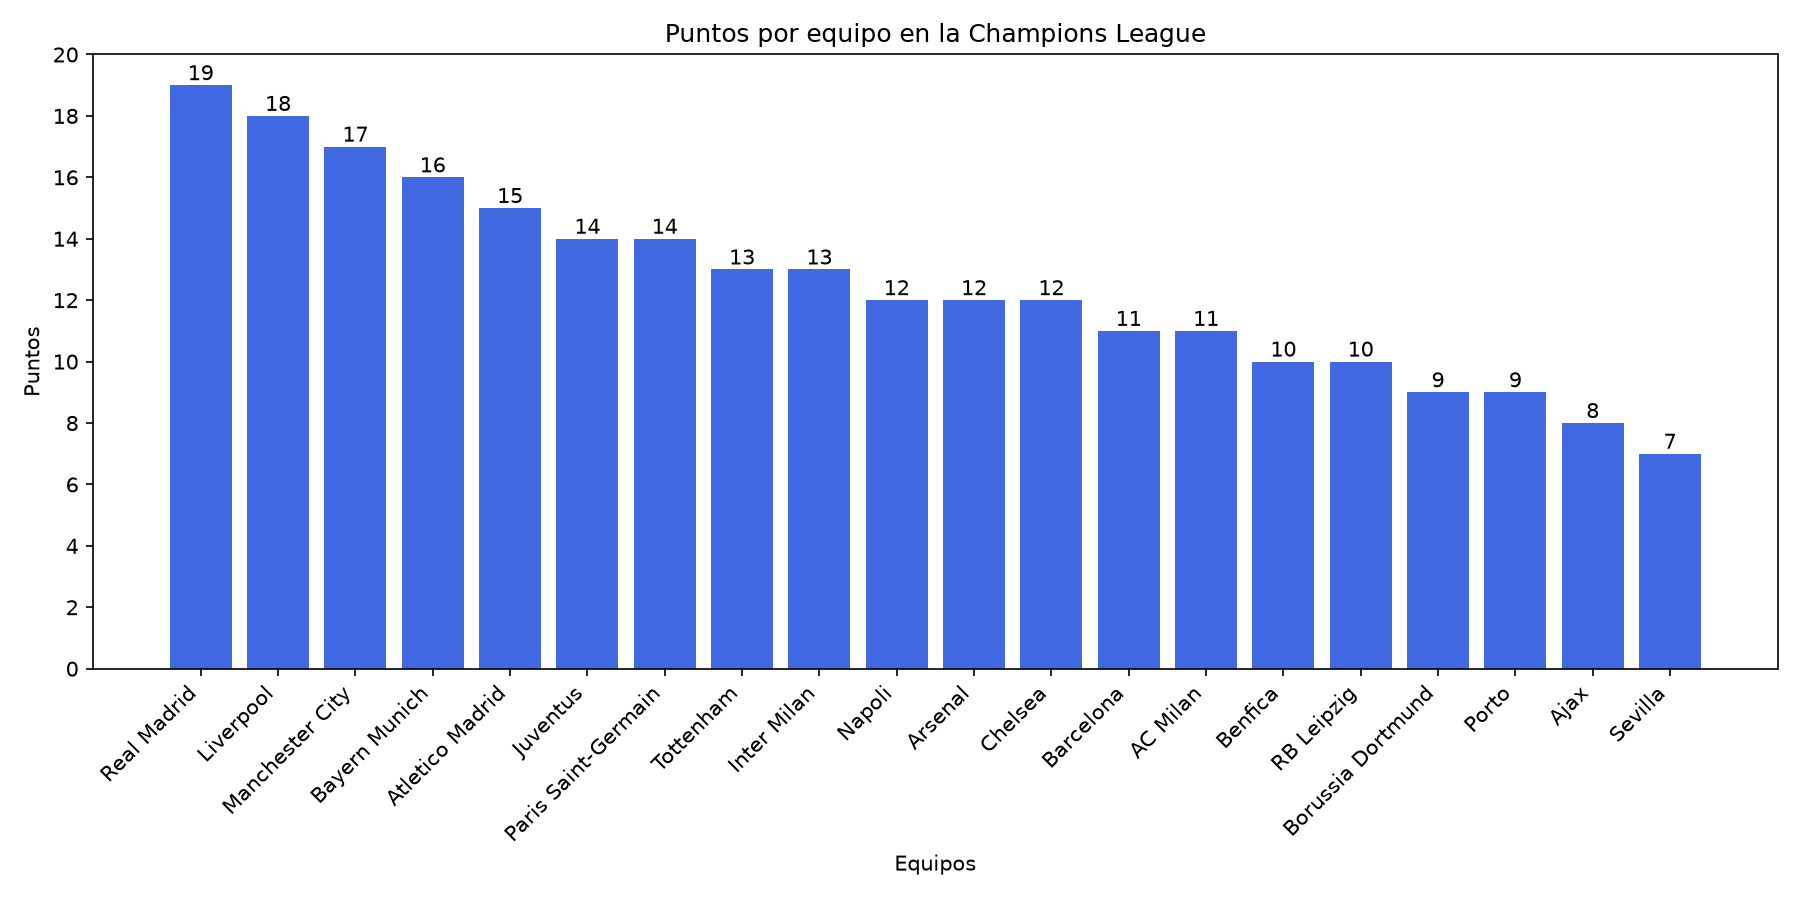 Puntos por equipo en la Champions League
Puntos
20
18
16
14
12
10
8
6
4
2
0
19
18
17
16
15
14
14
13
13
12
12
12
11
11
10
10
9
9
8
7
Real Madrid
Liverpool
Manchester City
Bayern Munich
Atletico Madrid
Juventus
Paris Saint-Germain
Tottenham
Inter Milan
Napoli
Arsenal
Chelsea
Barcelona
AC Milan
Benfica
RB Leipzig
Borussia Dortmund
Porto
Ajax
Sevilla
Equipos